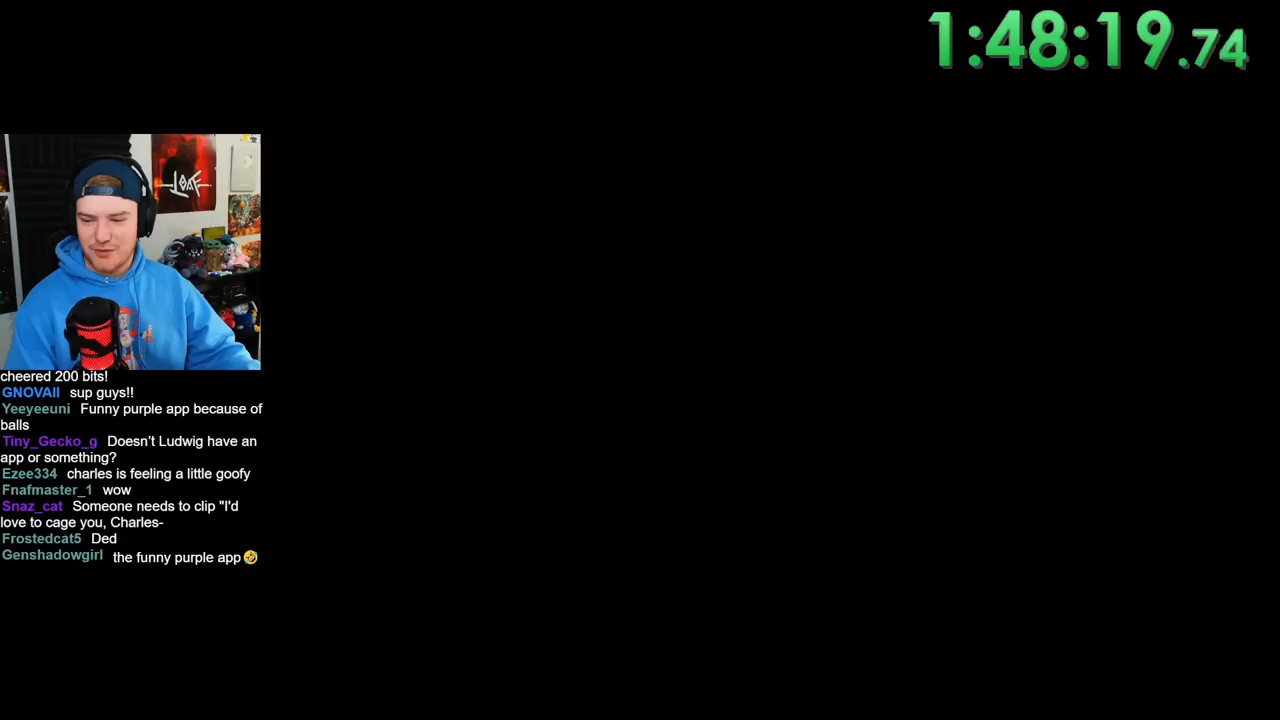 1:48:19.74
LOAF
cheered 200 bits!
GNOVAII sup guys!!
Yeeyeeuni Funny purple app because of
balls
Tiny_Gecko_g Doesn't Ludwig have an
app or something?
Ezee334 charles is feeling a little goofy
Fnafmaster_1 wow
Snaz_cat Someone needs to clip "I'd
love to cage you, Charles-
Frostedcat5 Ded
Genshadowgirl the funny purple app🤣